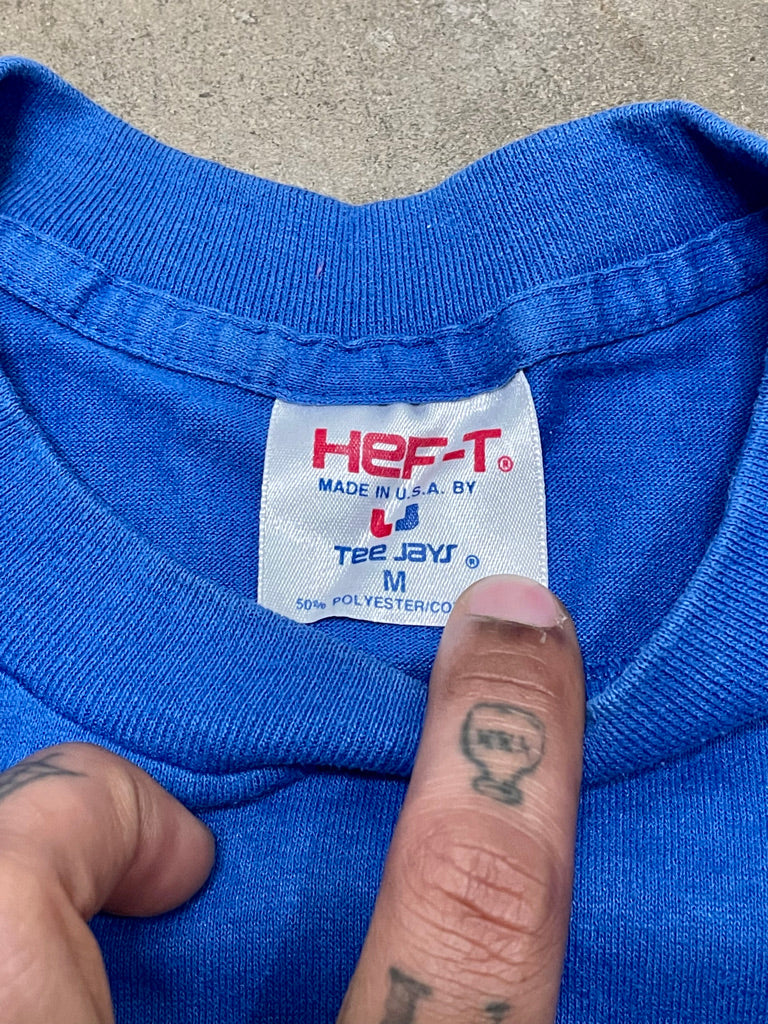 HEF-T®
MADE IN U.S.A. BY
TEE JAYS®
M
50% POLYESTER/CO